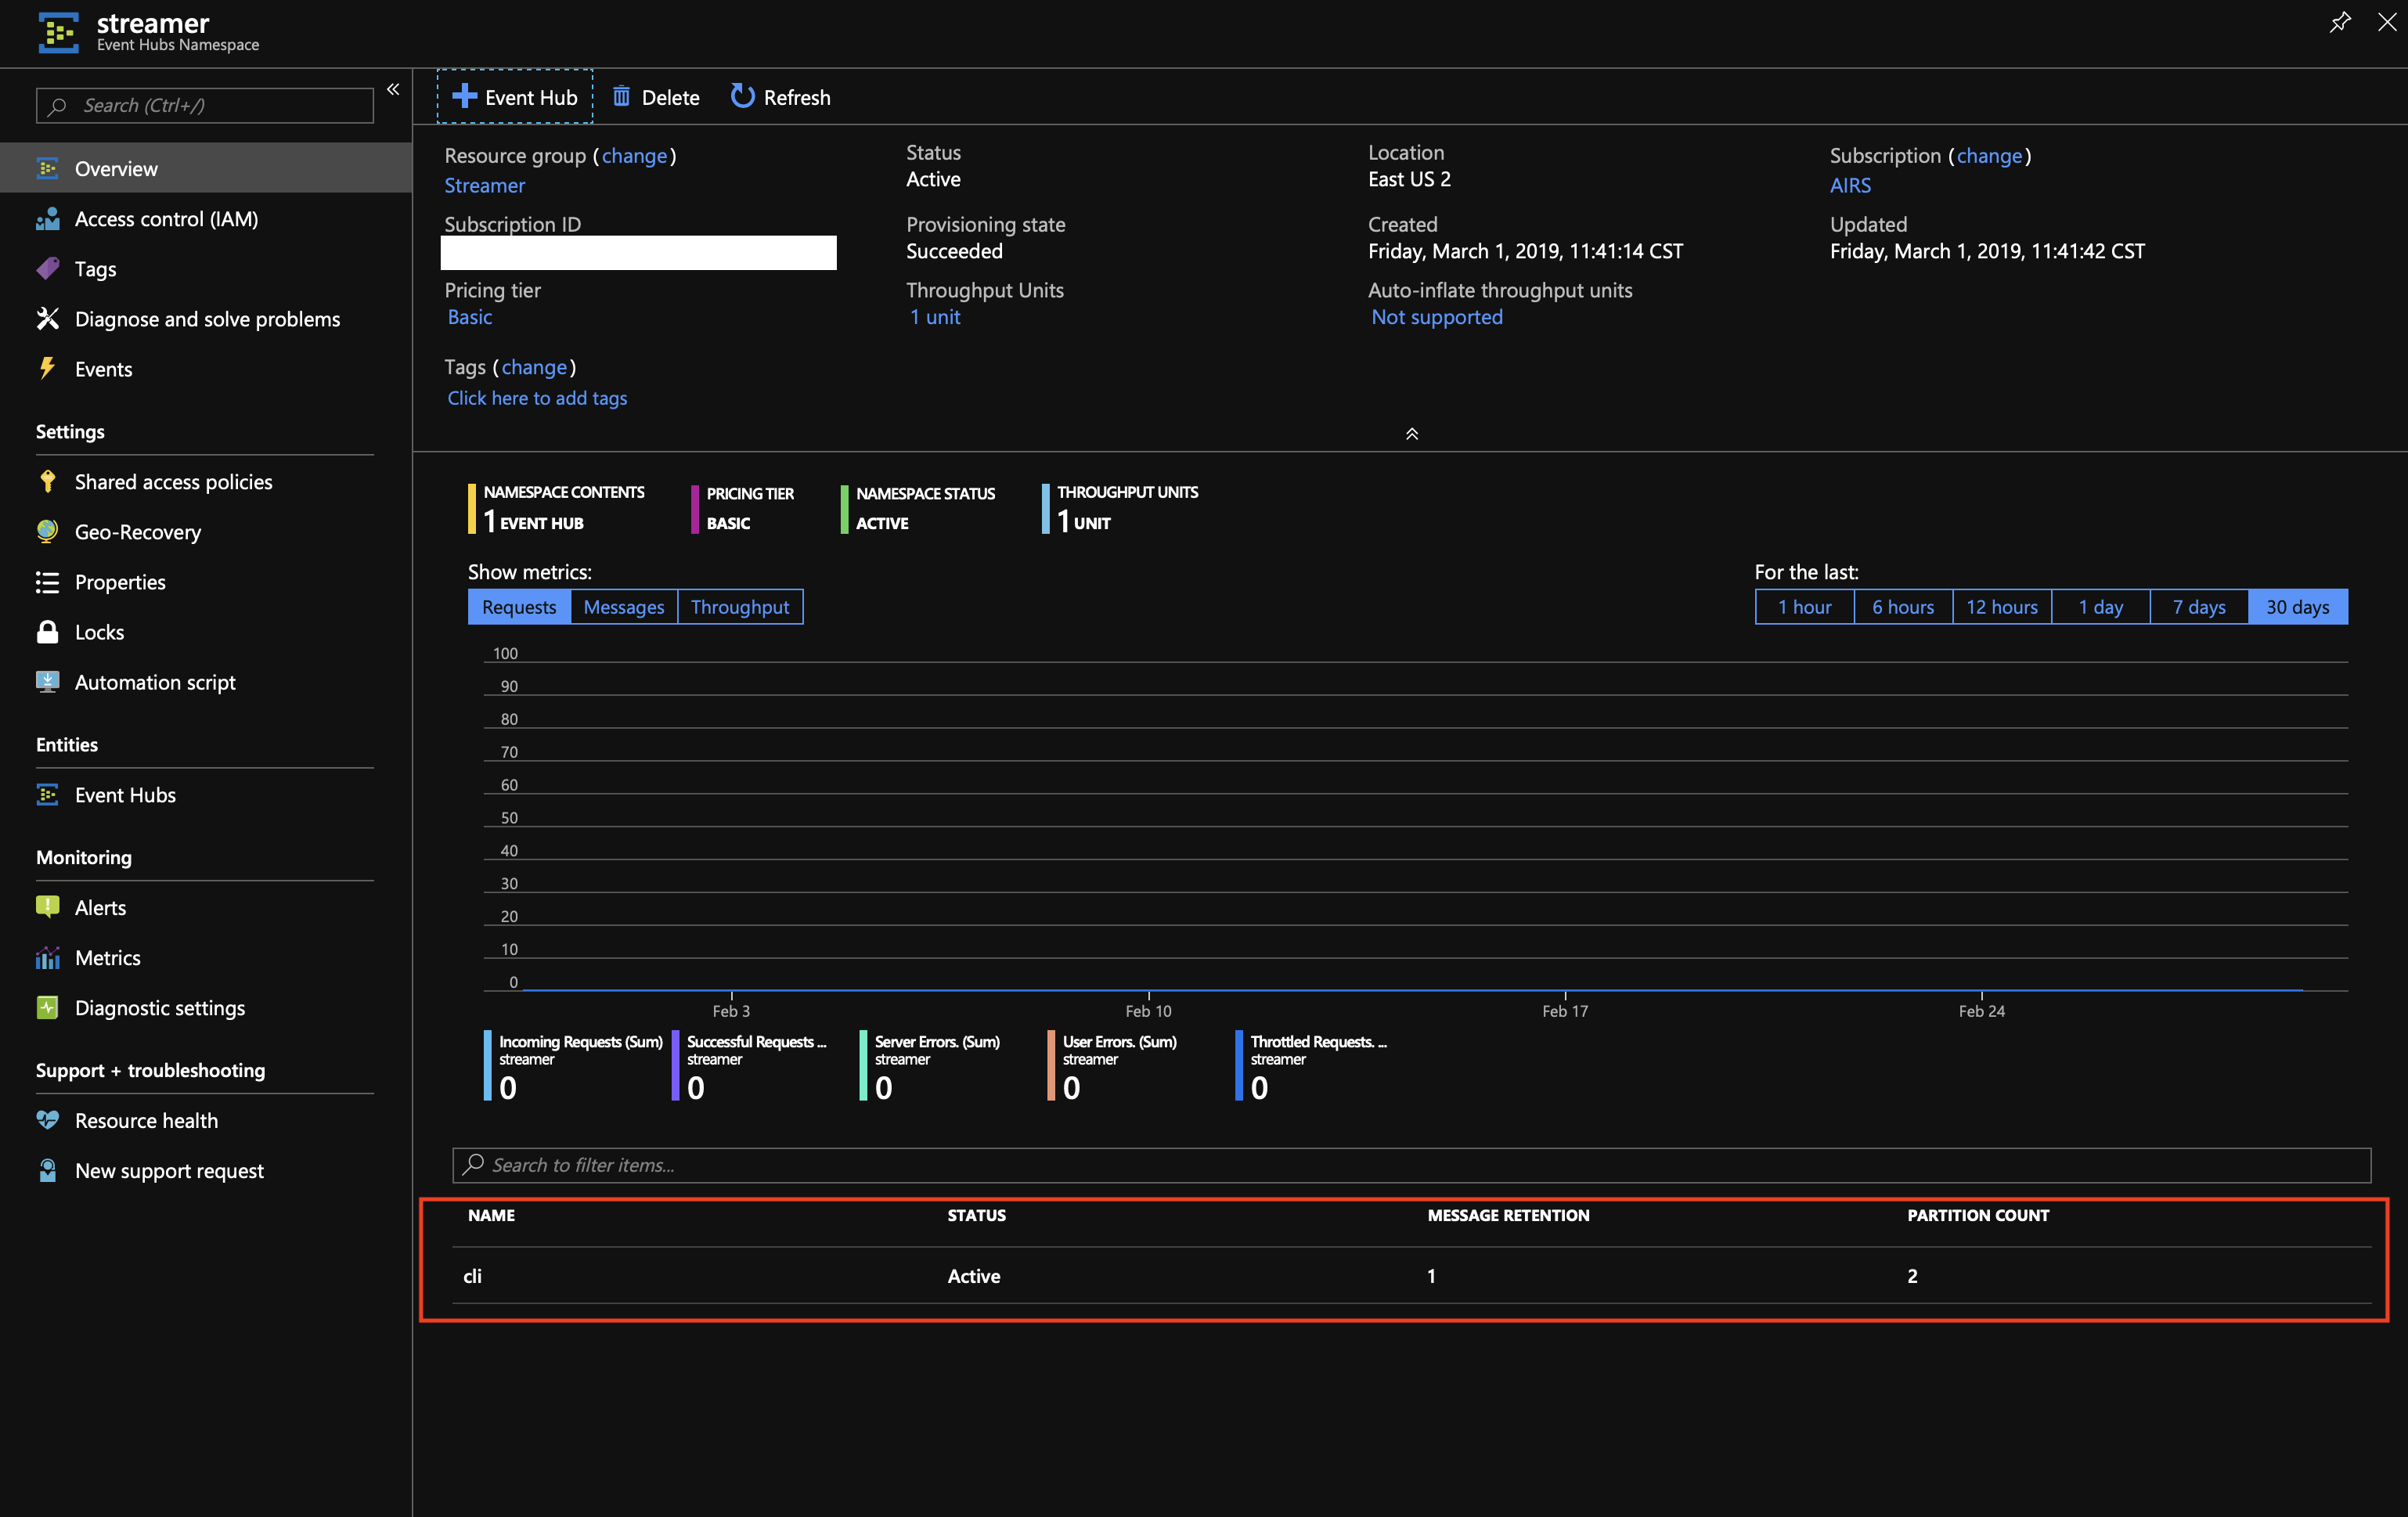 streamer
Event Hubs Namespace
Search (Ctrl+/)
«
Overview
Access control (IAM)
Tags
Diagnose and solve problems
Events
Settings
Shared access policies
Geo-Recovery
Properties
Locks
Automation script
Entities
Event Hubs
Monitoring
Alerts
Metrics
Diagnostic settings
Support + troubleshooting
Resource health
New support request
Event Hub Delete Refresh
Resource group (change)
Streamer
Status
Active
Location
East US 2
Subscription (change)
AIRS
Subscription ID
Provisioning state
Succeeded
Created
Friday, March 1, 2019, 11:41:14 CST
Updated
Friday, March 1, 2019, 11:41:42 CST
Pricing tier
Basic
Throughput Units
1 unit
Auto-inflate throughput units
Not supported
Tags (change)
Click here to add tags
NAMESPACE CONTENTS
1 EVENT HUB
PRICING TIER
BASIC
NAMESPACE STATUS
ACTIVE
THROUGHPUT UNITS
1 UNIT
Show metrics:
Requests Messages Throughput
For the last:
1 hour 6 hours 12 hours 1 day 7 days 30 days
100
90
80
70
60
50
40
30
20
10
0
Feb 3 Feb 10 Feb 17 Feb 24
Incoming Requests (Sum)
streamer
0
Successful Requests ...
streamer
0
Server Errors. (Sum)
streamer
0
User Errors. (Sum)
streamer
0
Throttled Requests. ...
streamer
0
Search to filter items...
NAME STATUS MESSAGE RETENTION PARTITION COUNT
cli Active 1 2